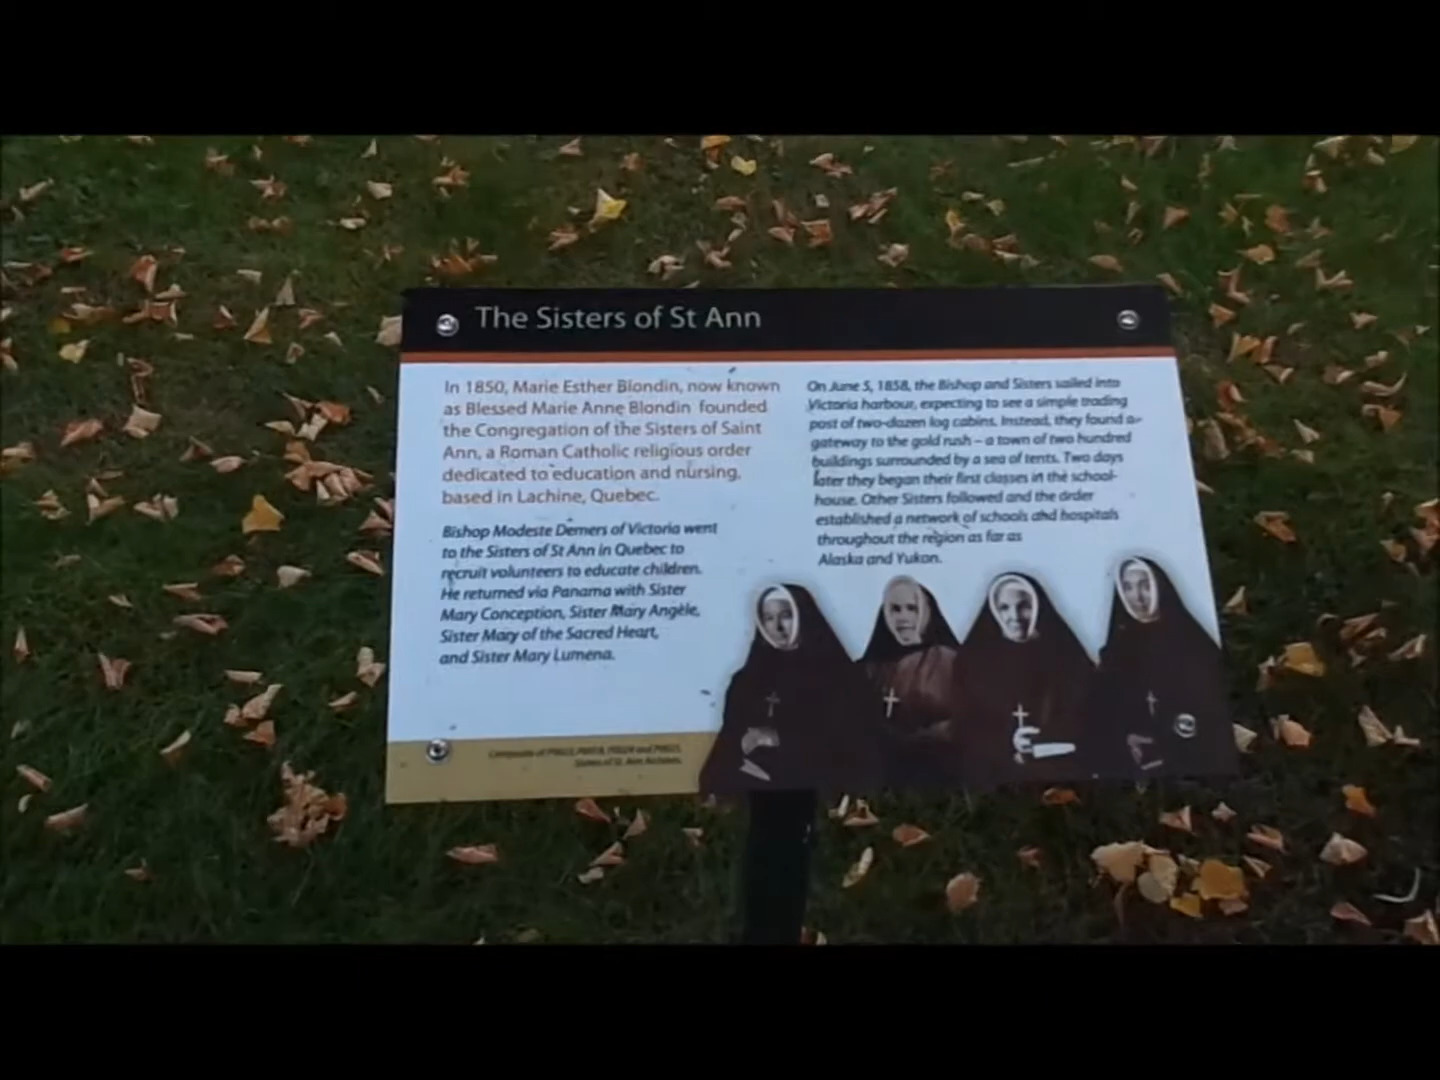 The Sisters of St Ann
In 1850, Marie Esther Blondin, now known
as Blessed Marie Anne Blondin founded
the Congregation of the Sisters of Saint
Ann, a Roman Catholic religious order
dedicated to education and nursing,
based in Lachine, Quebec.
Bishop Modeste Demers of Victoria went
to the Sisters of St Ann in Quebec to
recruit volunteers to educate children.
He returned via Panama with Sister
Mary Conception, Sister Mary Angèle,
Sister Mary of the Sacred Heart,
and Sister Mary Lumena.
On June 5, 1858, the Bishop and Sisters sailed into
Victoria harbour, expecting to see a simple trading
post of two-dozen log cabins. Instead, they found a
gateway to the gold rush – a town of two hundred
buildings surrounded by a sea of tents. Two days
later they began their first classes in the school-
house. Other Sisters followed and the order
established a network of schools and hospitals
throughout the region as far as
Alaska and Yukon.
Composite of
Sisters of St. Ann Archives.